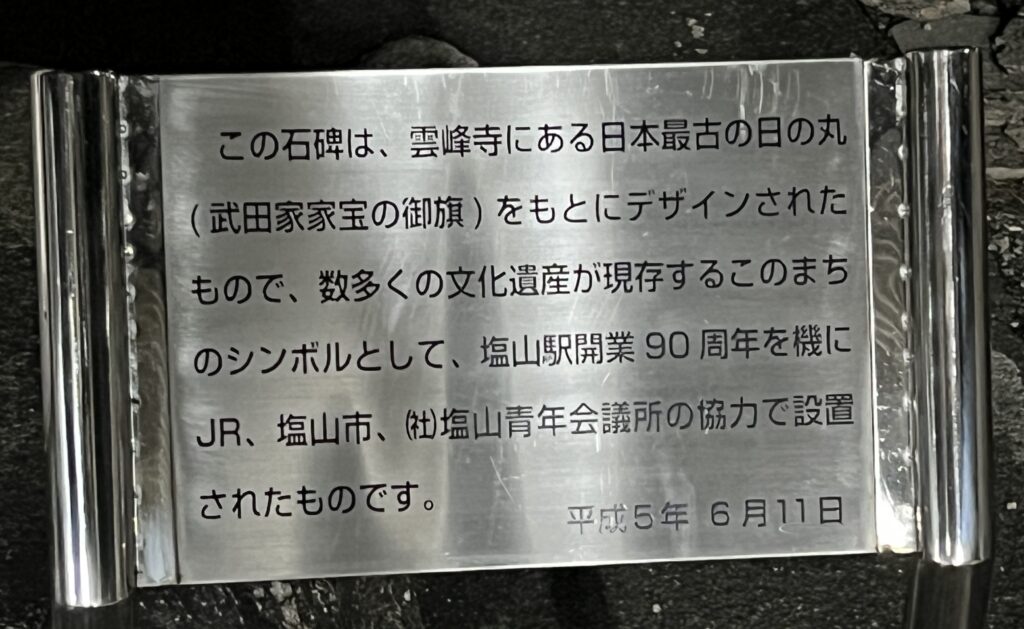 この石碑は、雲峰寺にある日本最古の日の丸
(武田家家宝の御旗)をもとにデザインされた
もので、数多くの文化遺産が現存するこのまち
のシンボルとして、塩山駅開業90周年を機に
JR、塩山市、㈳塩山青年会議所の協力で設置
されたものです。
平成5年 6月11日